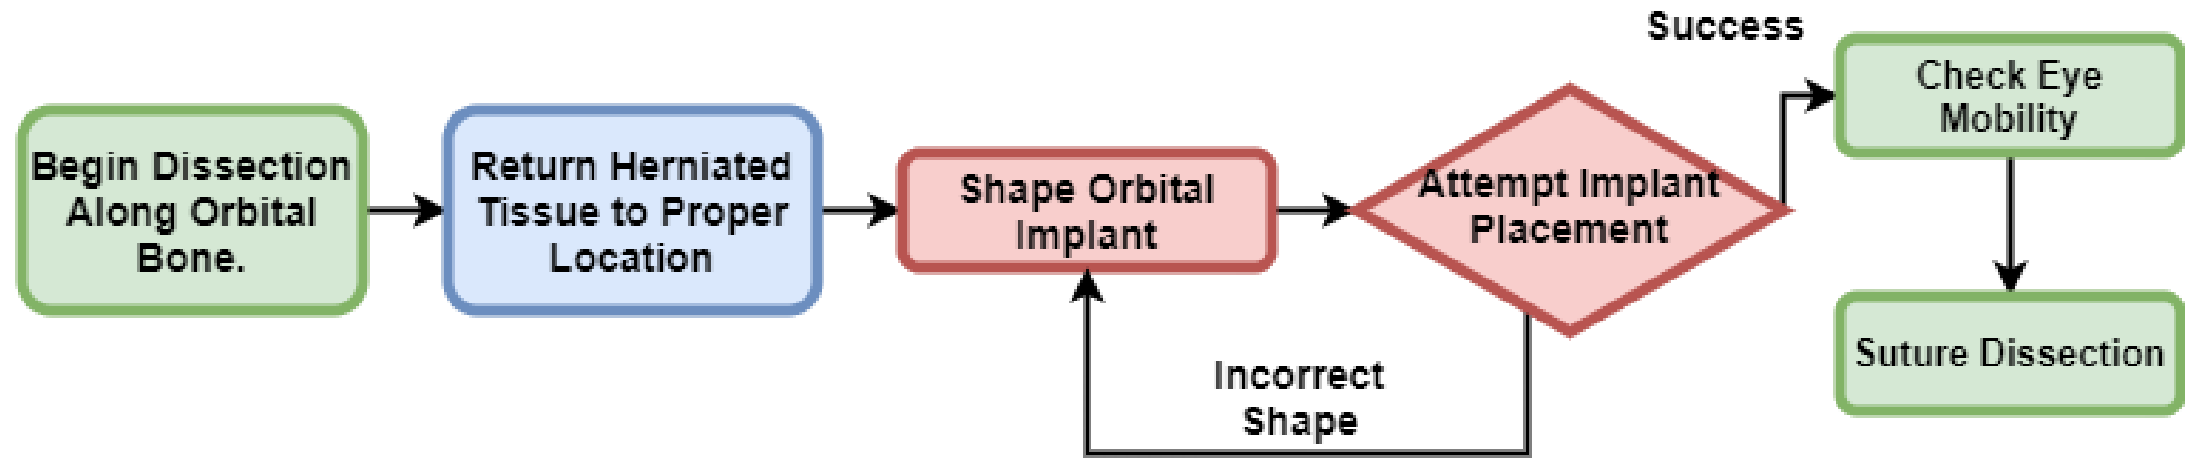 Begin Dissection
Along Orbital
Bone.
Return Herniated
Tissue to Proper
Location
Shape Orbital
Implant
Attempt Implant
Placement
Incorrect
Shape
Success
Check Eye
Mobility
Suture Dissection